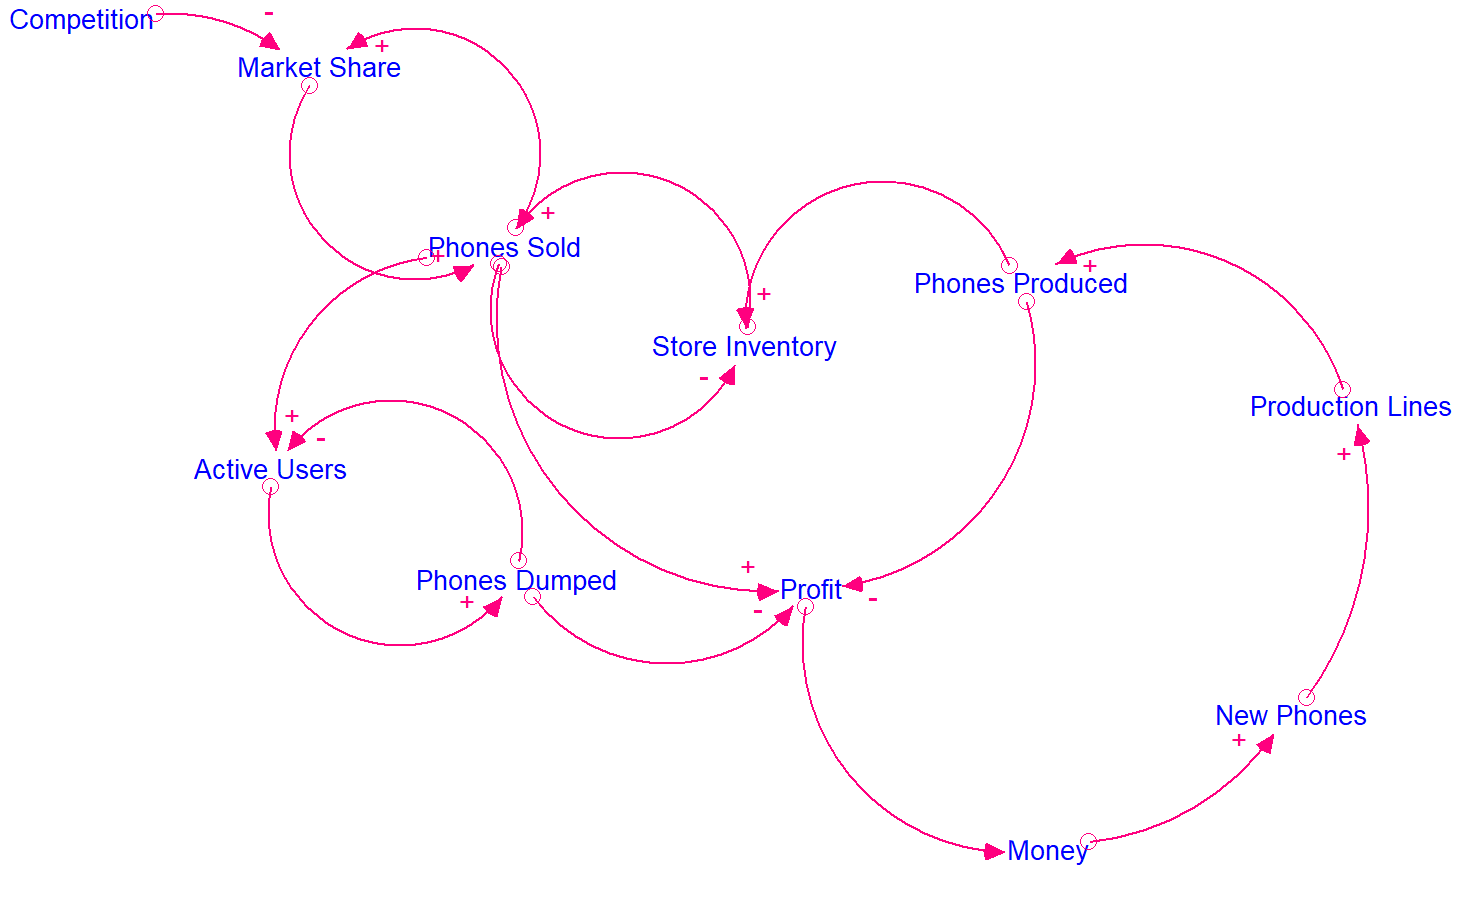 Competition
-
Market Share
+
+
Phones Sold
+
Phones Produced
+
+
Store Inventory
-
Production Lines
+
+
-
Active Users
+
Phones Dumped
+
-
Profit
-
New Phones
+
Money